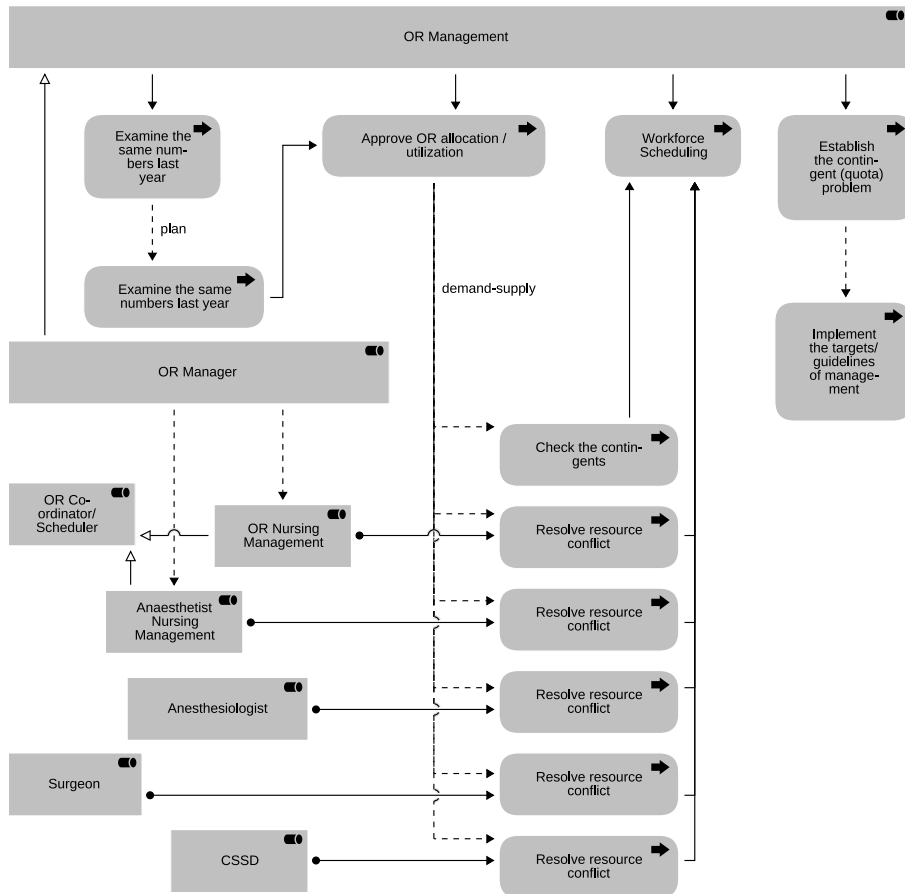 OR Management
Examine the
same num-
bers last
year
Approve OR allocation /
utilization
Workforce
Scheduling
Establish
the contin-
gent (quota)
problem
plan
Examine the same
numbers last year
demand-supply
Implement
the targets/
guidelines
of manage-
ment
OR Manager
Check the contin-
gents
OR Co-
ordinator/
Scheduler
OR Nursing
Management
Resolve resource
conflict
Anaesthetist
Nursing
Management
Resolve resource
conflict
Anesthesiologist
Resolve resource
conflict
Surgeon
Resolve resource
conflict
CSSD
Resolve resource
conflict